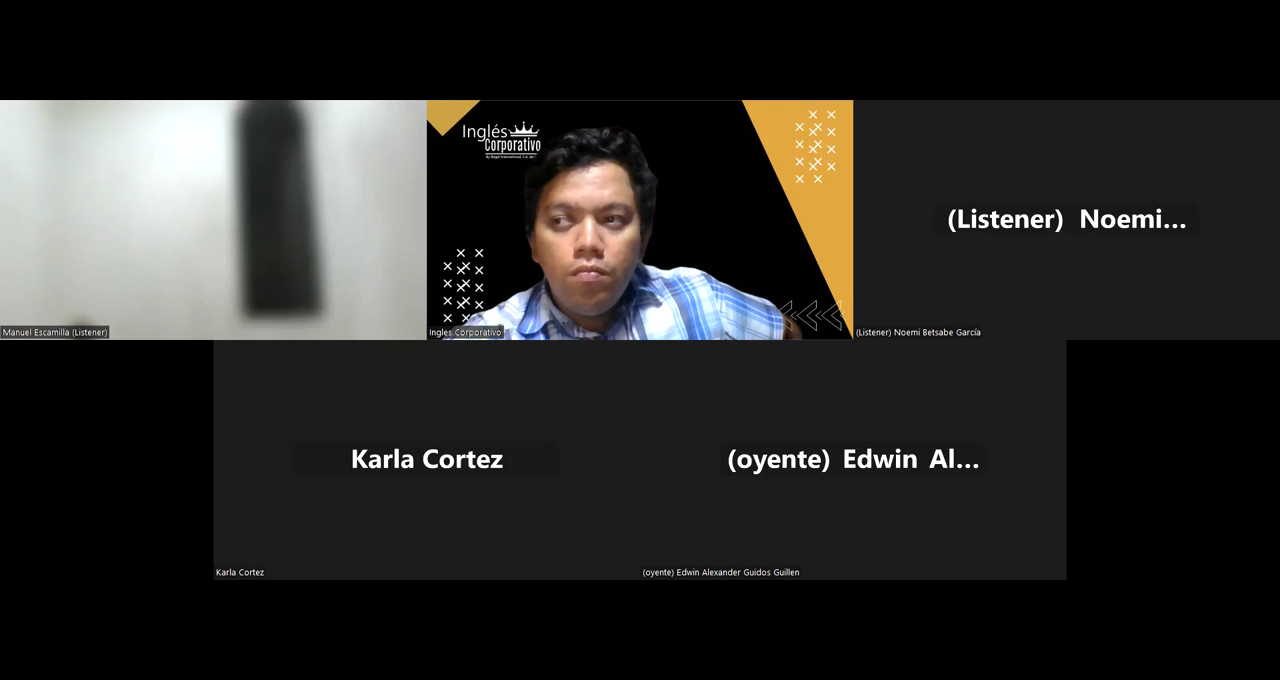 Inglés
Corporativo
Manuel Escamilla (Listener)
Ingles Corporativo
(Listener) Noemi...
(Listener) Noemi Betsabe García
Karla Cortez
(oyente) Edwin Al...
Karla Cortez
(oyente) Edwin Alexander Guidos Guillen